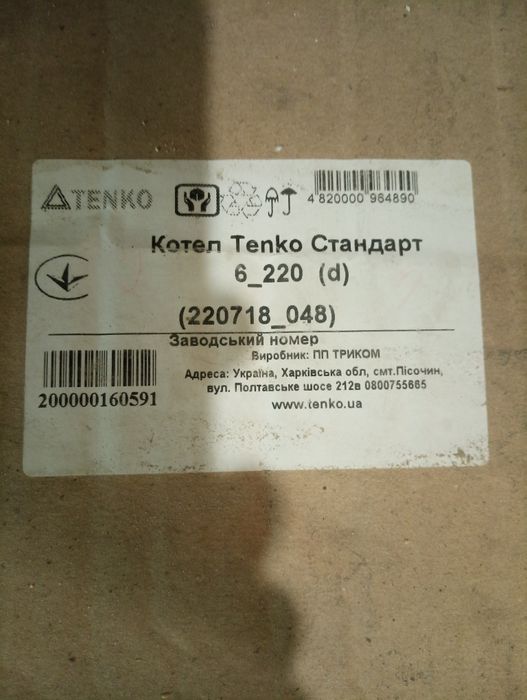 TENKO
4 820000 964890
Котел Tenko Стандарт
6_220 (d)
(220718_048)
Заводський номер
Виробник: ПП ТРИКОМ
Адреса: Україна, Харківська обл, смт.Пісочин,
вул. Полтавське шосе 212в 0800755665
www.tenko.ua
200000160591